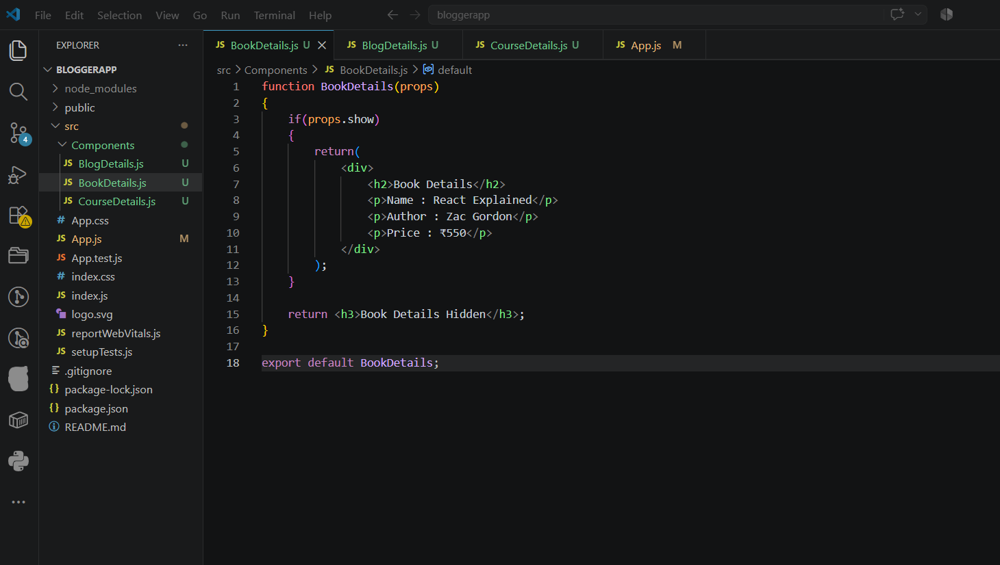 File Edit Selection View Go Run Terminal Help bloggerapp
EXPLORER
BLOGGERAPP
node_modules
public
src
Components
JS BlogDetails.js U
JS BookDetails.js U
JS CourseDetails.js U
# App.css
JS App.js M
JS App.test.js
# index.css
JS index.js
logo.svg
JS reportWebVitals.js
JS setupTests.js
.gitignore
{} package-lock.json
{} package.json
README.md
4
JS BookDetails.js U JS BlogDetails.js U JS CourseDetails.js U JS App.js M
src > Components > JS BookDetails.js > default
1 function BookDetails(props)
2 {
3 if(props.show)
4 {
5 return(
6 <div>
7 <h2>Book Details</h2>
8 <p>Name : React Explained</p>
9 <p>Author : Zac Gordon</p>
10 <p>Price : ₹550</p>
11 </div>
12 );
13 }
14
15 return <h3>Book Details Hidden</h3>;
16 }
17
18 export default BookDetails;